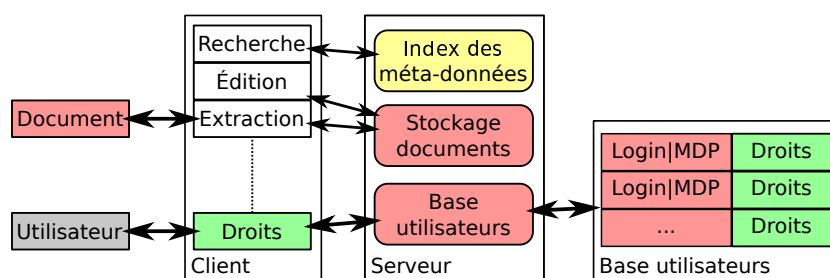 Document
Utilisateur
Recherche
Édition
Extraction
Droits
Client
Index des
méta-données
Stockage
documents
Base
utilisateurs
Serveur
Login|MDP Droits
Login|MDP Droits
... Droits
Base utilisateurs